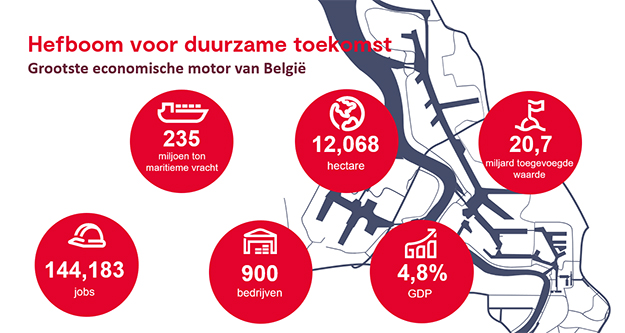 Hefboom voor duurzame toekomst
Grootste economische motor van België
235
miljoen ton
maritieme vracht
12,068
hectare
20,7
miljard toegevoegde
waarde
144,183
jobs
900
bedrijven
4,8%
GDP